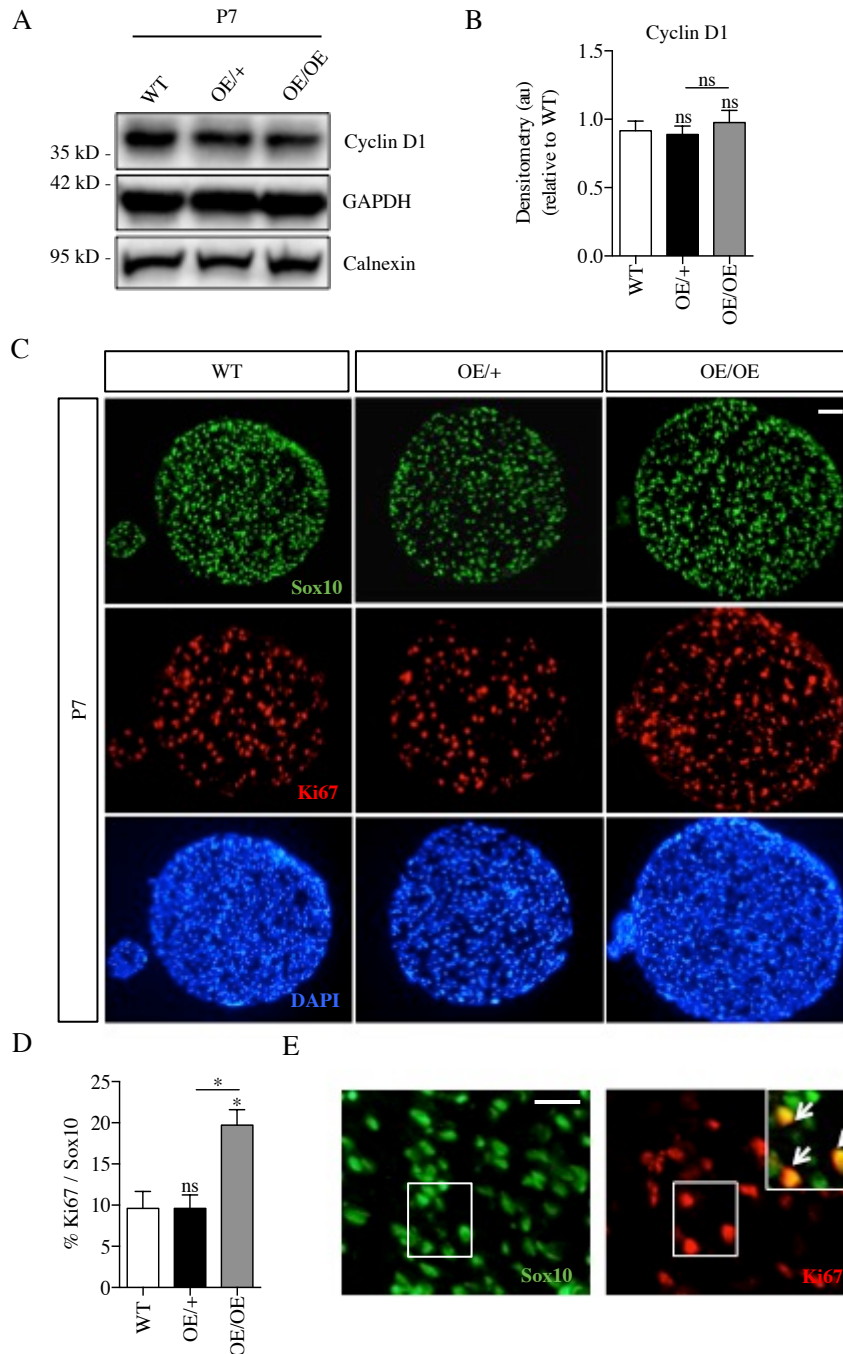 A
P7
WT
OE/+
OE/OE
35 kD -
Cyclin D1
42 kD -
GAPDH
95 kD -
Calnexin
B
Cyclin D1
Densitometry (au)
(relative to WT)
1.5
1.0
0.5
0.0
ns
ns
ns
WT
OE/+
OE/OE
C
WT
OE/+
OE/OE
P7
Sox10
Ki67
DAPI
D
% Ki67 / Sox10
25
20
15
10
5
0
ns
*
*
WT
OE/+
OE/OE
E
Sox10
Ki67